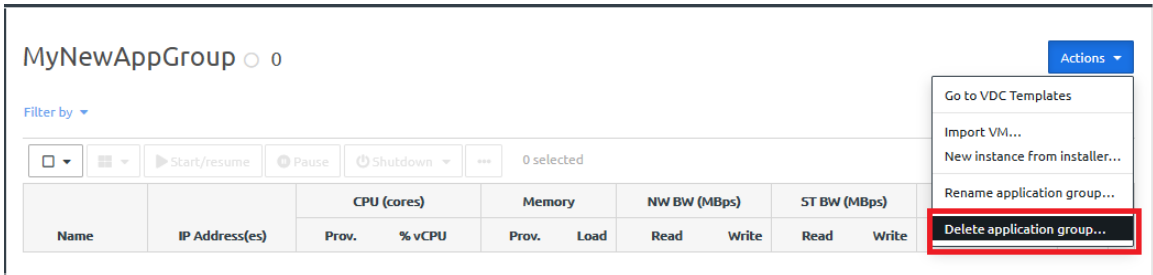 MyNewAppGroup 0
Actions
Filter by
Go to VDC Templates
Import VM...
New instance from installer...
Rename application group...
Delete application group...
Start/resume Pause Shutdown ... 0 selected
CPU (cores) Memory NW BW (MBps) ST BW (MBps)
Name IP Address(es) Prov. % vCPU Prov. Load Read Write Read Write